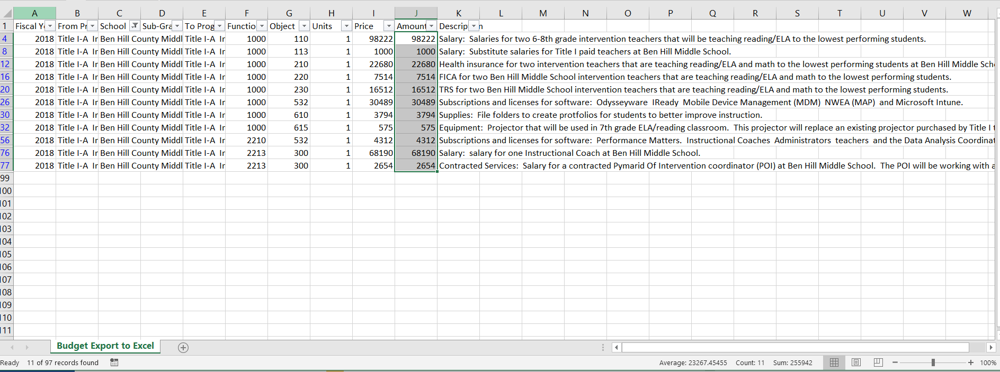 A B C D E F G H I J K L M N O P Q R S T U V W
1 Fiscal Y From Pr School Sub-Gra To Prog Functio Object Units Price Amount Descrip n
4 2018 Title I-A Ir Ben Hill County Middl Title I-A Ir 1000 110 1 98222 98222 Salary: Salaries for two 6-8th grade intervention teachers that will be teaching reading/ELA to the lowest performing students.
8 2018 Title I-A Ir Ben Hill County Middl Title I-A Ir 1000 113 1 1000 1000 Salary: Substitute salaries for Title I paid teachers at Ben Hill Middle School.
12 2018 Title I-A Ir Ben Hill County Middl Title I-A Ir 1000 210 1 22680 22680 Health insurance for two intervention teachers that are teaching reading/ELA and math to the lowest performing students at Ben Hill Middle Sch
16 2018 Title I-A Ir Ben Hill County Middl Title I-A Ir 1000 220 1 7514 7514 FICA for two Ben Hill Middle School intervention teachers that are teaching reading/ELA and math to the lowest performing students.
20 2018 Title I-A Ir Ben Hill County Middl Title I-A Ir 1000 230 1 16512 16512 TRS for two Ben Hill Middle School intervention teachers that are teaching reading/ELA and math to the lowest performing students.
26 2018 Title I-A Ir Ben Hill County Middl Title I-A Ir 1000 532 1 30489 30489 Subscriptions and licenses for software: Odysseyware IReady Mobile Device Management (MDM) NWEA (MAP) and Microsoft Intune.
30 2018 Title I-A Ir Ben Hill County Middl Title I-A Ir 1000 610 1 3794 3794 Supplies: File folders to create protfolios for students to better improve instruction.
32 2018 Title I-A Ir Ben Hill County Middl Title I-A Ir 1000 615 1 575 575 Equipment: Projector that will be used in 7th grade ELA/reading classroom. This projector will replace an existing projector purchased by Title I
56 2018 Title I-A Ir Ben Hill County Middl Title I-A Ir 2210 532 1 4312 4312 Subscriptions and licenses for software: Performance Matters. Instructional Coaches Administrators teachers and the Data Analysis Coordinat
76 2018 Title I-A Ir Ben Hill County Middl Title I-A Ir 2213 300 1 68190 68190 Salary: salary for one Instructional Coach at Ben Hill Middle School.
77 2018 Title I-A Ir Ben Hill County Middl Title I-A Ir 2213 300 1 2654 2654 Contracted Services: Salary for a contracted Pymarid Of Intervention coordinator (POI) at Ben Hill Middle School. The POI will be working with a
99
100
101
102
103
104
105
106
107
108
109
110
111
Budget Export to Excel
Ready 11 of 97 records found Average: 23267.45455 Count: 11 Sum: 255942 100%